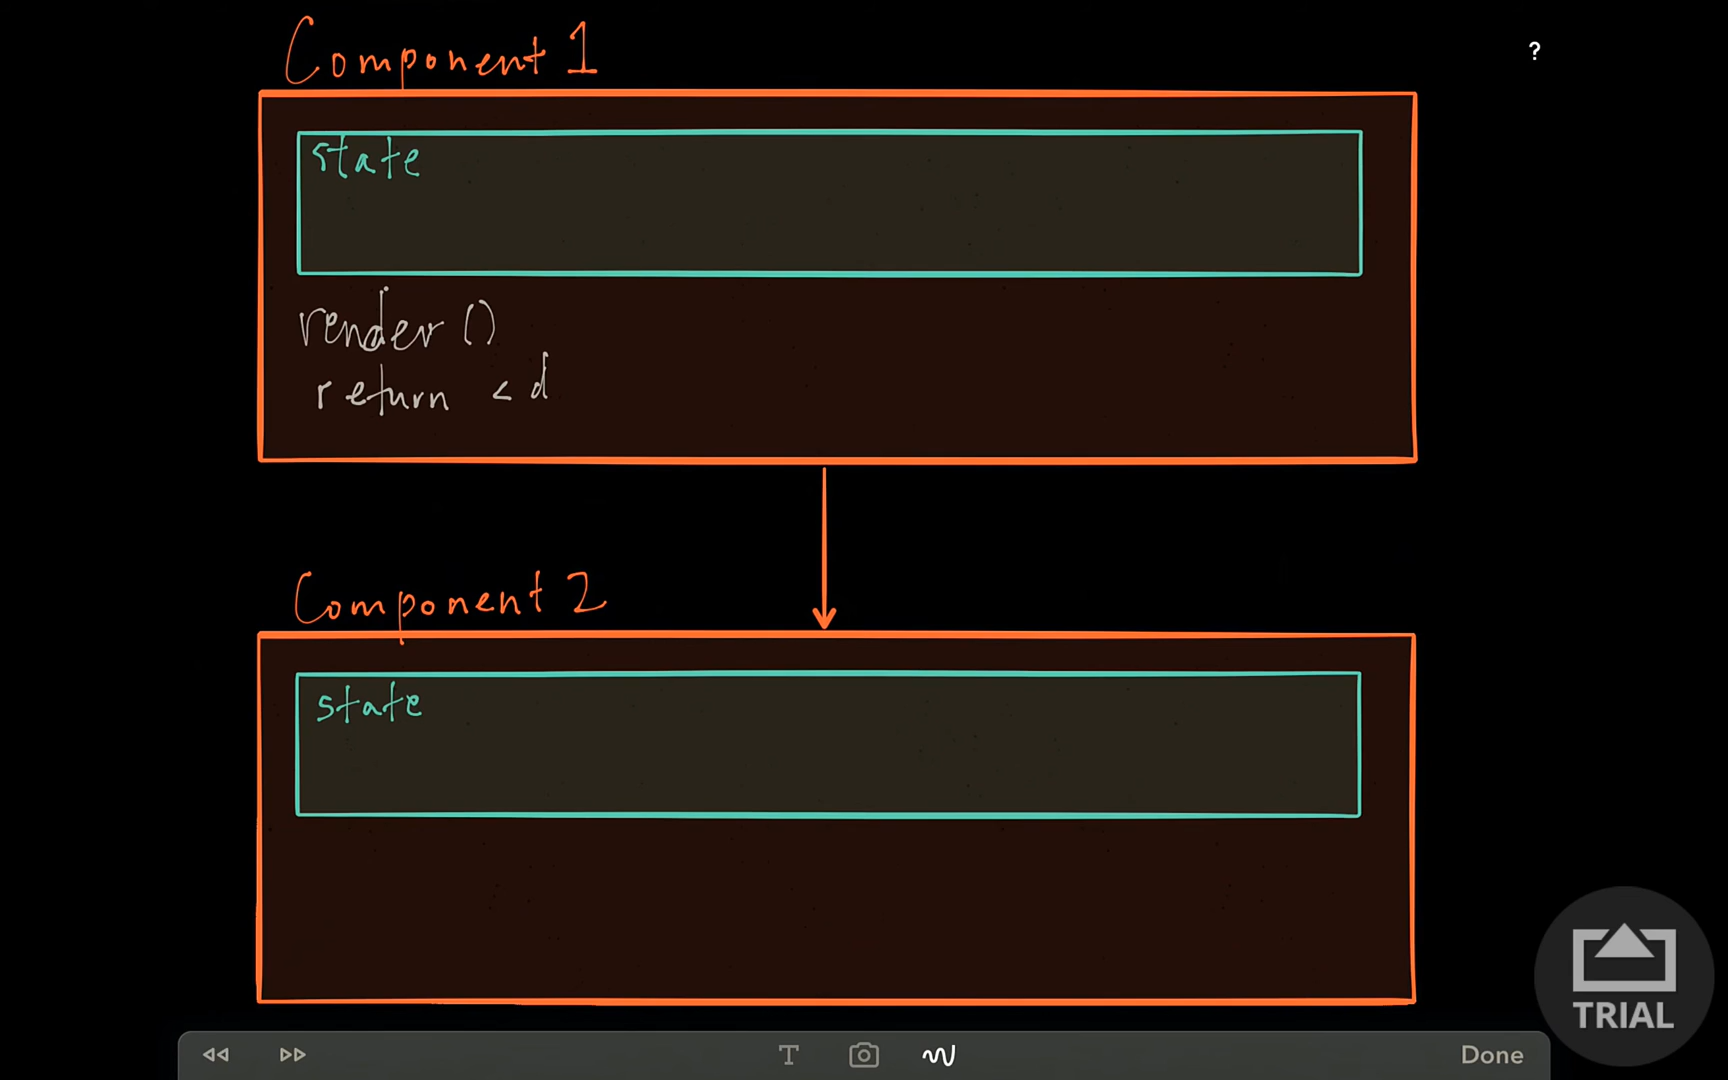 Component 1
?
state
render ()
return < d
Component 2
state
TRIAL
T
Done